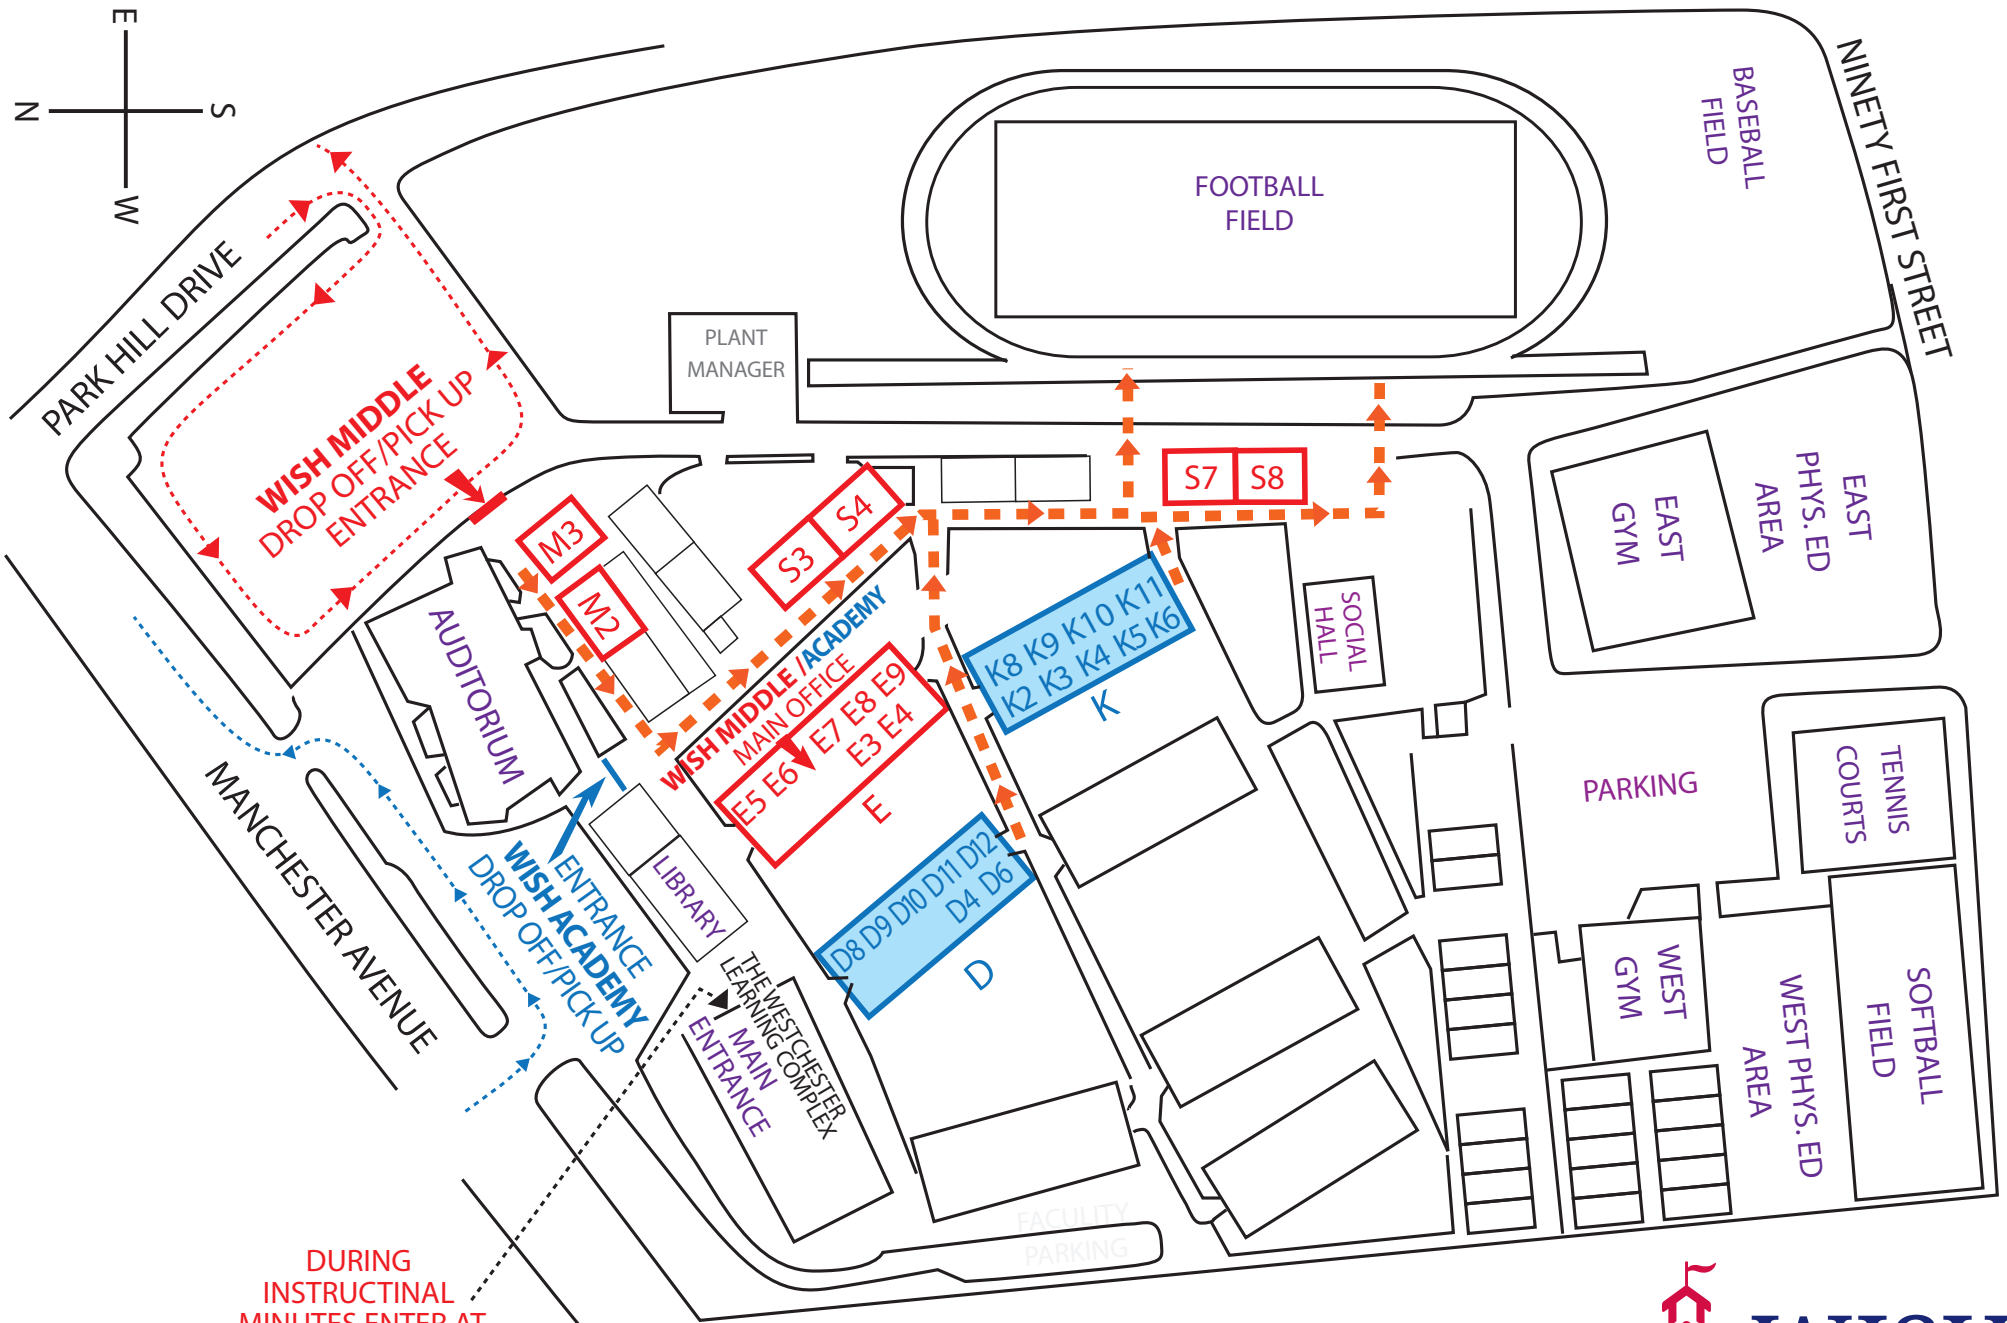 E
N
S
W
PARK HILL DRIVE
NINETY FIRST STREET
BASEBALL
FIELD
FOOTBALL
FIELD
PLANT
MANAGER
WISH MIDDLE
DROP OFF/PICK UP
ENTRANCE
M3
M2
S3
S4
S7
S8
AUDITORIUM
WISH MIDDLE / ACADEMY
MAIN OFFICE
E5 E6 E7 E8 E9
E3 E4
E
K8 K9 K10 K11
K2 K3 K4 K5 K6
K
SOCIAL
HALL
EAST
GYM
EAST
PHYS. ED
AREA
PARKING
TENNIS
COURTS
MANCHESTER AVENUE
ENTRANCE
WISH ACADEMY
DROP OFF/PICK UP
LIBRARY
D8 D9 D10 D11 D12
D4 D6
D
THE WESTCHESTER
LEARNING COMPLEX
MAIN
ENTRANCE
WEST
GYM
WEST PHYS. ED
AREA
SOFTBALL
FIELD
FACULITY
PARKING
DURING
INSTRUCTINAL
MINUTES ENTER AT